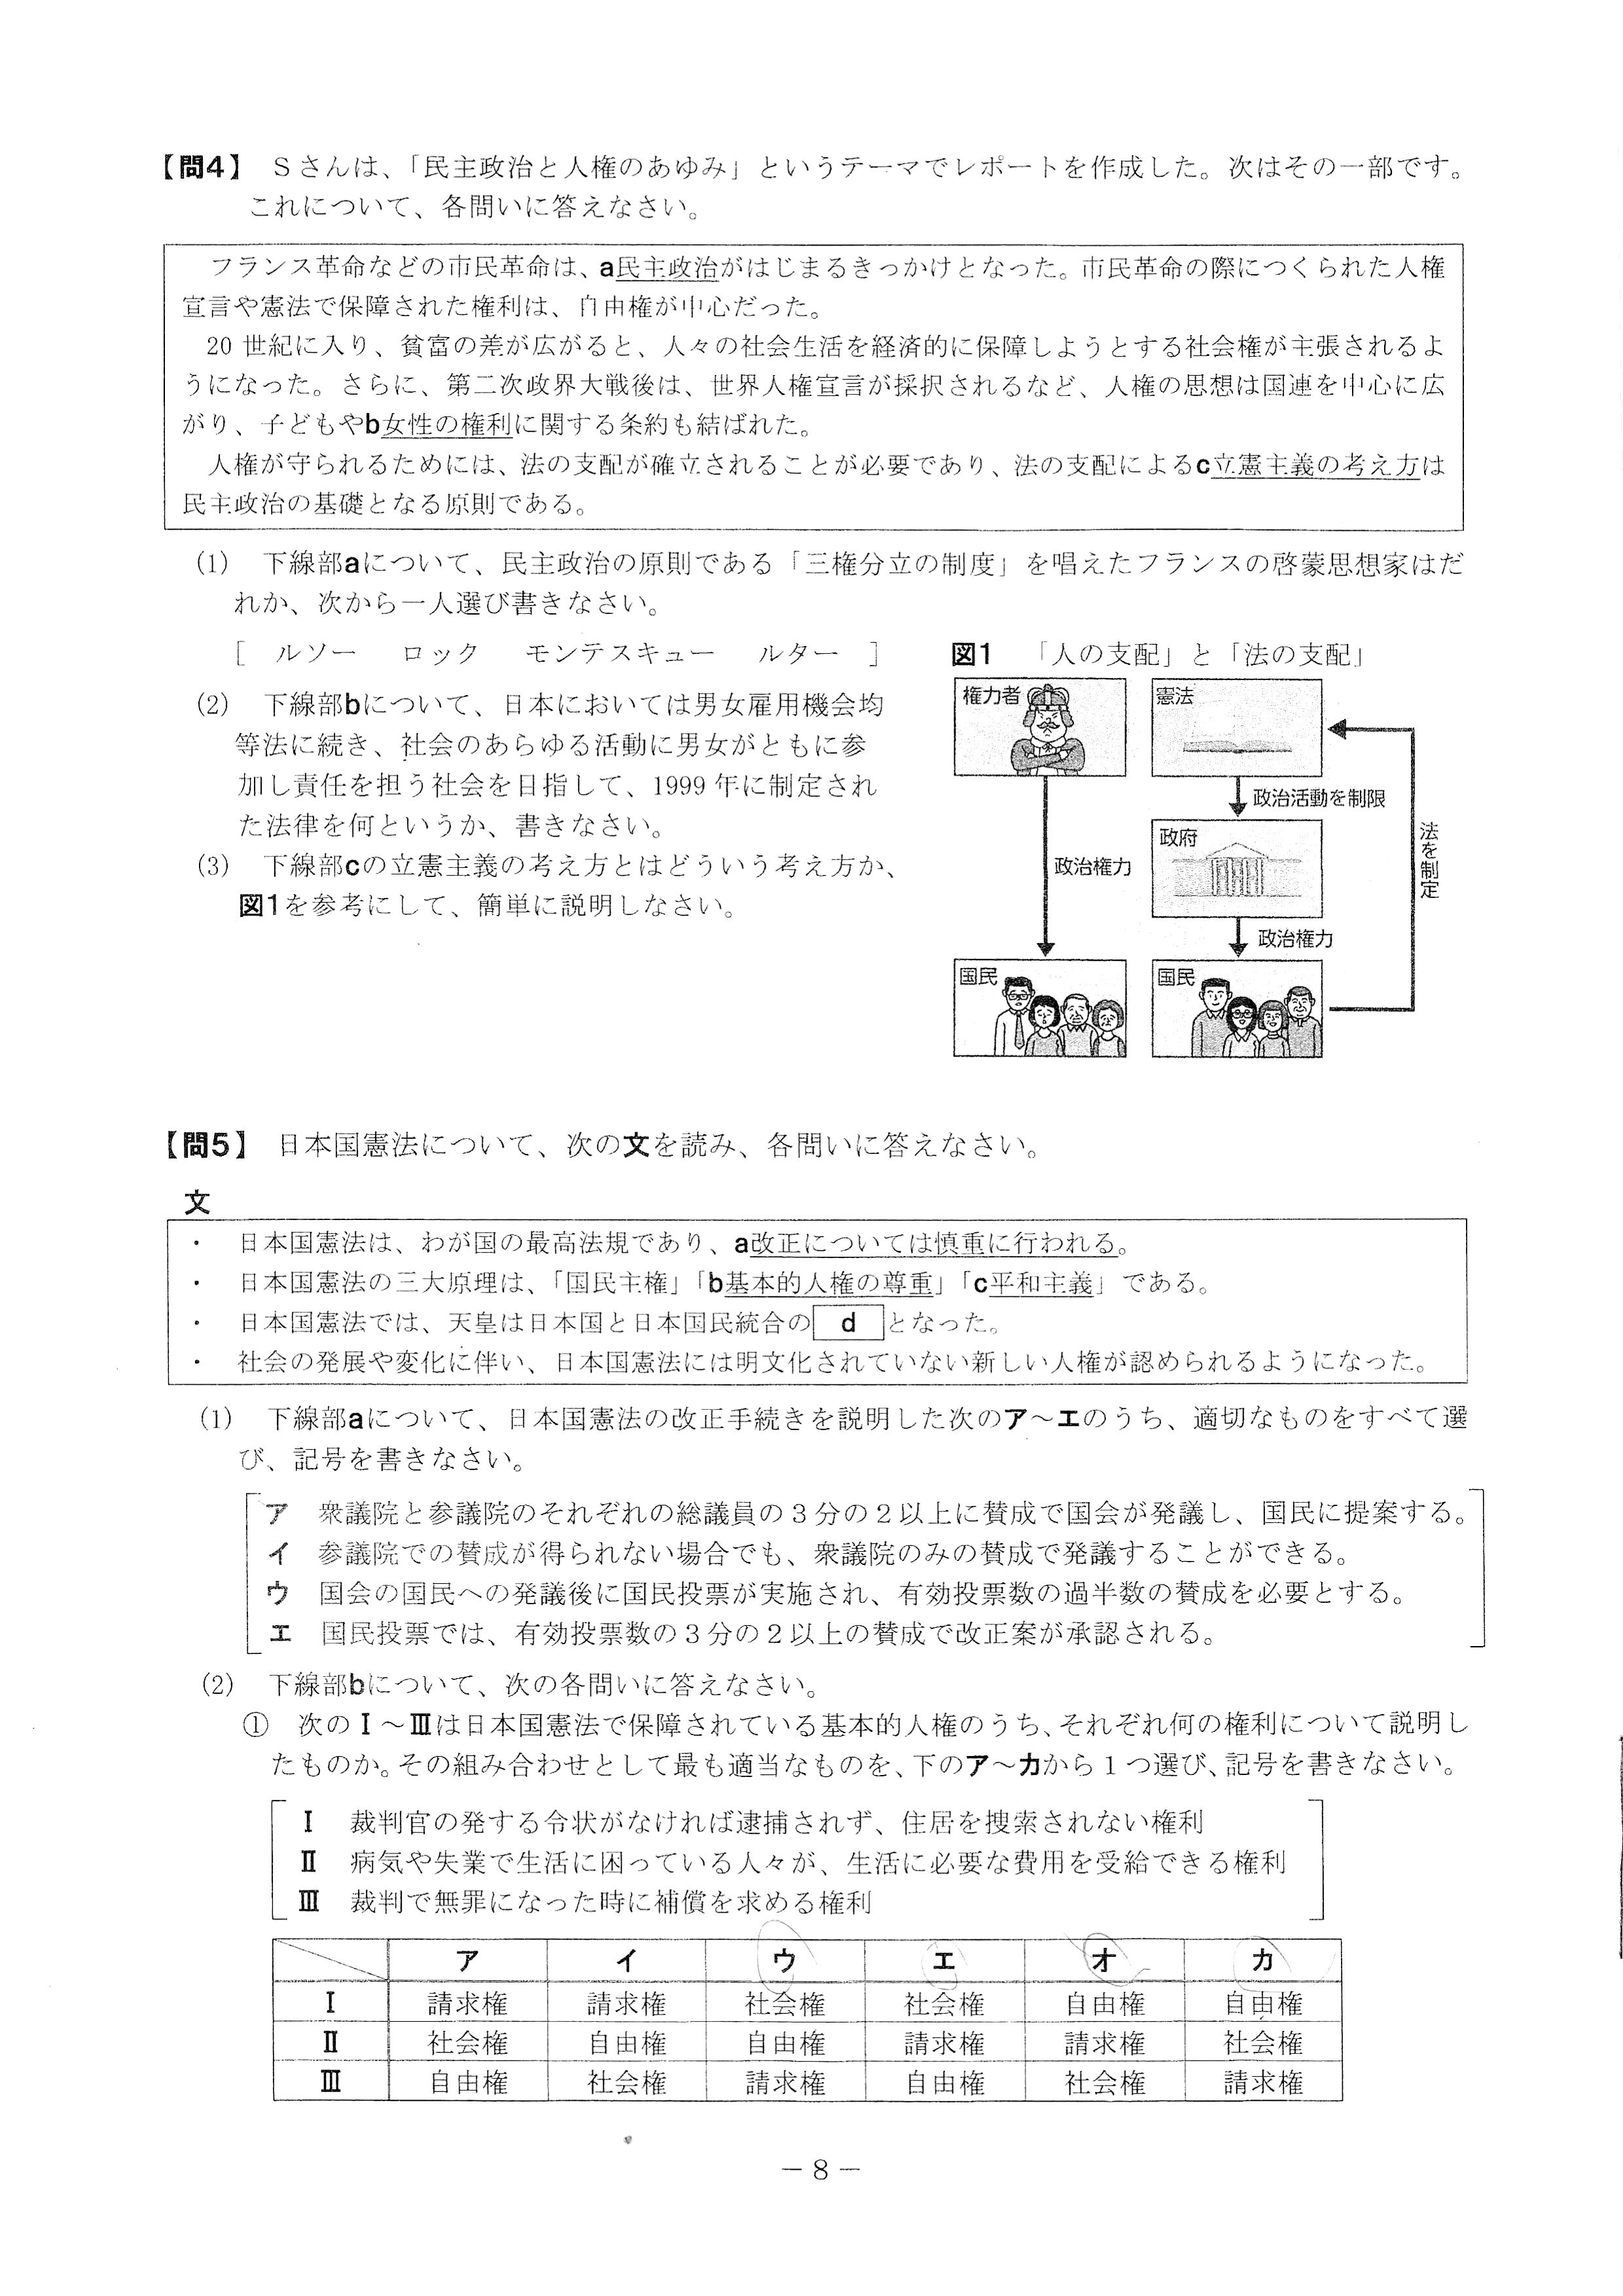 【問4】 Ｓさんは、「民主政治と人権のあゆみ」というテーマでレポートを作成した。次はその一部です。
これについて、各問いに答えなさい。
フランス革命などの市民革命は、a民主政治がはじまるきっかけとなった。市民革命の際につくられた人権
宣言や憲法で保障された権利は、自由権が中心だった。
20 世紀に入り、貧富の差が広がると、人々の社会生活を経済的に保障しようとする社会権が主張されるよ
うになった。さらに、第二次政界大戦後は、世界人権宣言が採択されるなど、人権の思想は国連を中心に広
がり、子どもやb女性の権利に関する条約も結ばれた。
人権が守られるためには、法の支配が確立されることが必要であり、法の支配によるc立憲主義の考え方は
民主政治の基礎となる原則である。
(1) 下線部aについて、民主政治の原則である「三権分立の制度」を唱えたフランスの啓蒙思想家はだ
れか、次から一人選び書きなさい。
［ ルソー ロック モンテスキュー ルター ］
(2) 下線部bについて、日本においては男女雇用機会均
等法に続き、社会のあらゆる活動に男女がともに参
加し責任を担う社会を目指して、1999 年に制定され
た法律を何というか、書きなさい。
(3) 下線部cの立憲主義の考え方とはどういう考え方か、
図1を参考にして、簡単に説明しなさい。
図1 「人の支配」と「法の支配」
権力者
政治権力
国民
憲法
政治活動を制限
政府
政治権力
国民
法を制定
【問5】 日本国憲法について、次の文を読み、各問いに答えなさい。
文
・ 日本国憲法は、わが国の最高法規であり、a改正については慎重に行われる。
・ 日本国憲法の三大原理は、「国民主権」「b基本的人権の尊重」「c平和主義」である。
・ 日本国憲法では、天皇は日本国と日本国民統合の d となった。
・ 社会の発展や変化に伴い、日本国憲法には明文化されていない新しい人権が認められるようになった。
(1) 下線部aについて、日本国憲法の改正手続きを説明した次のア～エのうち、適切なものをすべて選
び、記号を書きなさい。
ア 衆議院と参議院のそれぞれの総議員の３分の２以上に賛成で国会が発議し、国民に提案する。
イ 参議院での賛成が得られない場合でも、衆議院のみの賛成で発議することができる。
ウ 国会の国民への発議後に国民投票が実施され、有効投票数の過半数の賛成を必要とする。
エ 国民投票では、有効投票数の３分の２以上の賛成で改正案が承認される。
(2) 下線部bについて、次の各問いに答えなさい。
① 次のⅠ～Ⅲは日本国憲法で保障されている基本的人権のうち、それぞれ何の権利について説明し
たものか。その組み合わせとして最も適当なものを、下のア～カから１つ選び、記号を書きなさい。
Ⅰ 裁判官の発する令状がなければ逮捕されず、住居を捜索されない権利
Ⅱ 病気や失業で生活に困っている人々が、生活に必要な費用を受給できる権利
Ⅲ 裁判で無罪になった時に補償を求める権利
ア イ ウ エ オ カ
Ⅰ 請求権 請求権 社会権 社会権 自由権 自由権
Ⅱ 社会権 自由権 自由権 請求権 請求権 社会権
Ⅲ 自由権 社会権 請求権 自由権 社会権 請求権
－ 8 －